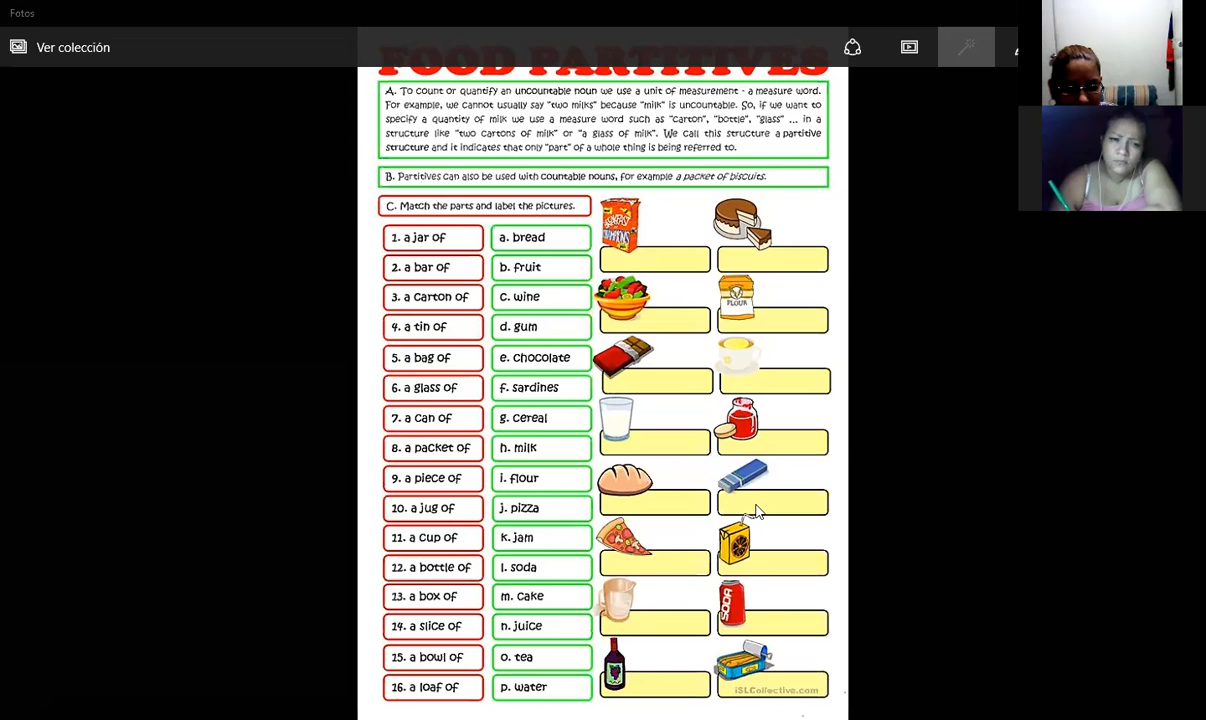 Fotos
Ver colección
FOOD PARTITIVES
A. To count or quantify an uncountable noun we use a unit of measurement - a measure word.
For example, we cannot usually say "two milks" because "milk" is uncountable. So, if we want to
specify a quantity of milk we use a measure word such as "carton", "bottle", "glass" ... in a
structure like "two cartons of milk" or "a glass of milk". We call this structure a partitive
structure and it indicates that only "part" of a whole thing is being referred to.
B. Partitives can also be used with countable nouns, for example a packet of biscuits.
C. Match the parts and label the pictures.
1. a jar of
a. bread
2. a bar of
b. fruit
3. a carton of
c. wine
FLOUR
4. a tin of
d. gum
5. a bag of
e. chocolate
6. a glass of
f. sardines
7. a can of
g. cereal
8. a packet of
h. milk
9. a piece of
i. flour
10. a jug of
j. pizza
11. a cup of
k. jam
12. a bottle of
l. soda
13. a box of
m. cake
SODA
14. a slice of
n. juice
15. a bowl of
o. tea
16. a loaf of
p. water
iSLCollective.com